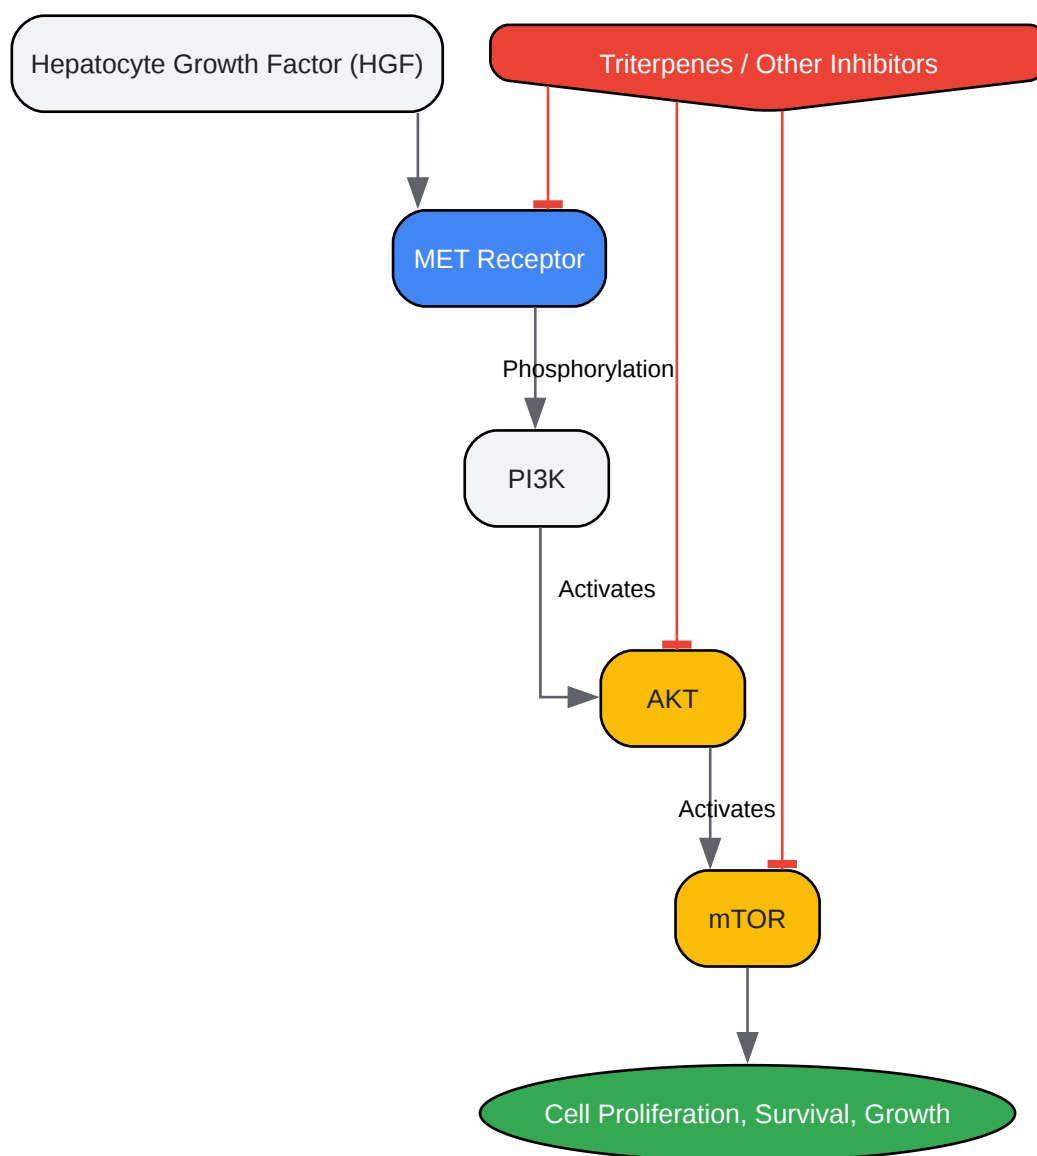 Hepatocyte Growth Factor (HGF)
Triterpenes / Other Inhibitors
MET Receptor
Phosphorylation
PI3K
Activates
AKT
Activates
mTOR
Cell Proliferation, Survival, Growth